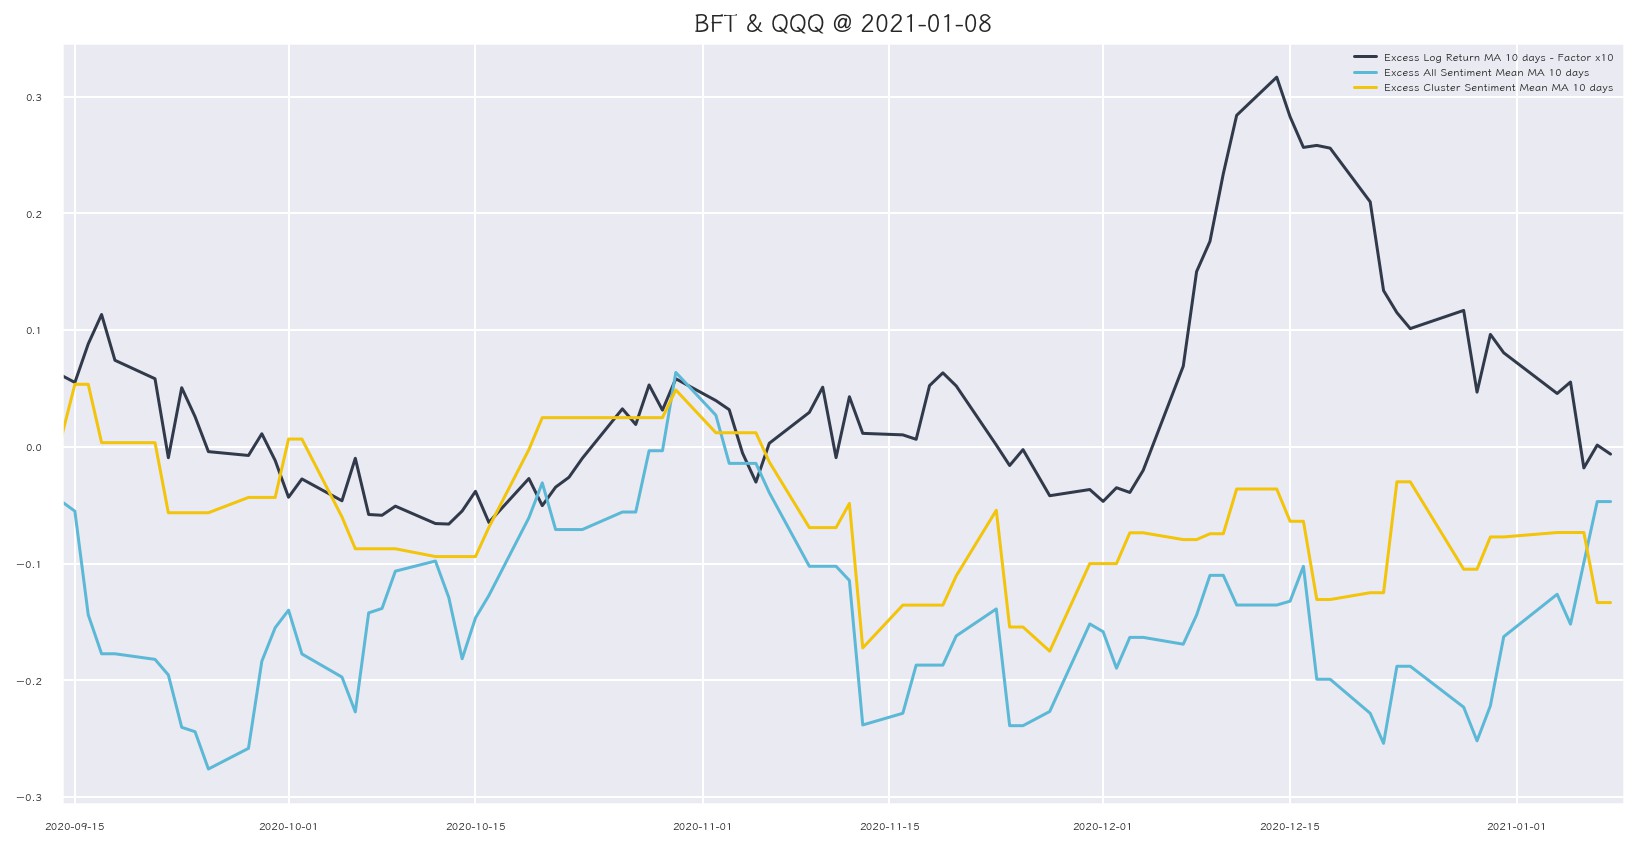 BFT & QQQ @ 2021-01-08
Excess Log Return MA 10 days - Factor x10
Excess All Sentiment Mean MA 10 days
Excess Cluster Sentiment Mean MA 10 days
0.3
0.2
0.1
0.0
−0.1
−0.2
−0.3
2020-09-15 2020-10-01 2020-10-15 2020-11-01 2020-11-15 2020-12-01 2020-12-15 2021-01-01